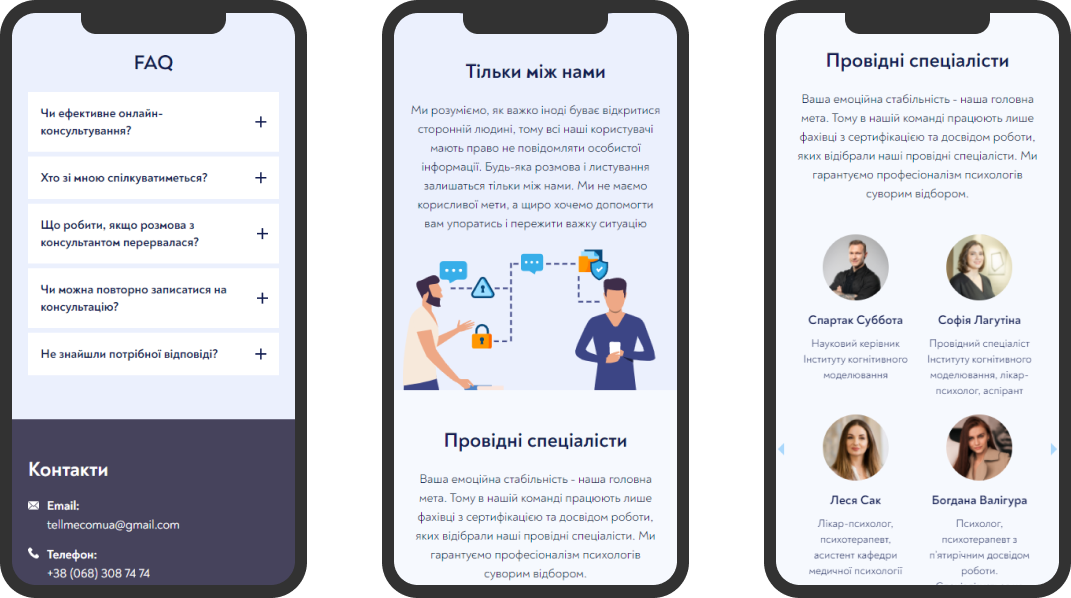 FAQ
Чи ефективне онлайн-
консультування?
Хто зі мною спілкуватиметься?
Що робити, якщо розмова з
консультантом перервалася?
Чи можна повторно записатися на
консультацію?
Не знайшли потрібної відповіді?
Контакти
Email:
tellmecomua@gmail.com
Телефон:
+38 (068) 308 74 74
Тільки між нами
Ми розуміємо, як важко іноді буває відкритися
сторонній людині, тому всі наші користувачі
мають право не повідомляти особистої
інформації. Будь-яка розмова і листування
залишаться тільки між нами. Ми не маємо
корисливої мети, а щиро хочемо допомогти
вам упоратись і пережити важку ситуацію
Провідні спеціалісти
Ваша емоційна стабільність - наша головна
мета. Тому в нашій команді працюють лише
фахівці з сертифікацією та досвідом роботи,
яких відібрали наші провідні спеціалісти. Ми
гарантуємо професіоналізм психологів
суворим відбором.
Провідні спеціалісти
Ваша емоційна стабільність - наша головна
мета. Тому в нашій команді працюють лише
фахівці з сертифікацією та досвідом роботи,
яких відібрали наші провідні спеціалісти. Ми
гарантуємо професіоналізм психологів
суворим відбором.
Спартак Суббота
Науковий керівник
Інституту когнітивного
моделювання
Софія Лагутіна
Провідний спеціаліст
Інституту когнітивного
моделювання, лікар-
психолог, аспірант
Леся Сак
Лікар-психолог,
психотерапевт,
асистент кафедри
медичної психології
Богдана Валігура
Психолог,
психотерапевт з
п'ятирічним досвідом
роботи.